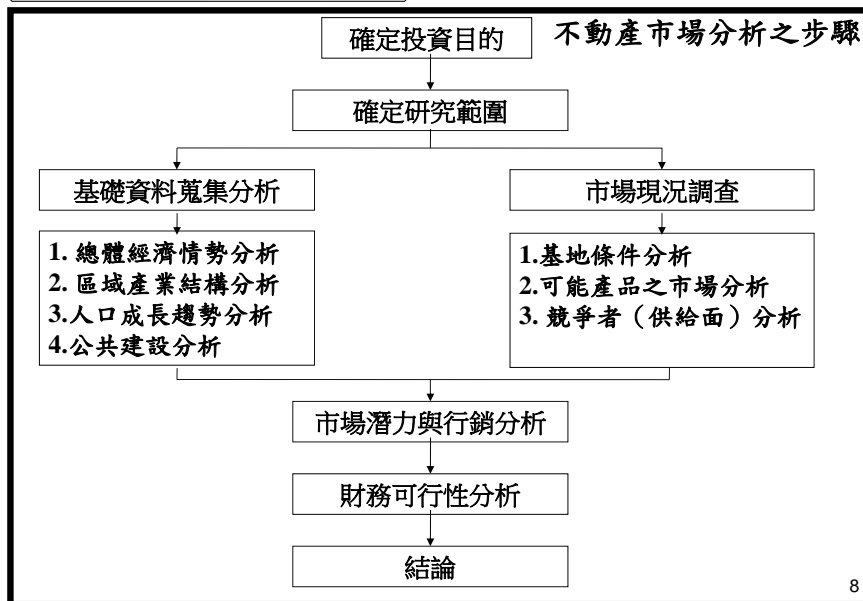 不動產市場分析之步驟
確定投資目的
確定研究範圍
基礎資料蒐集分析
1. 總體經濟情勢分析
2. 區域產業結構分析
3.人口成長趨勢分析
4.公共建設分析
市場現況調查
1.基地條件分析
2.可能產品之市場分析
3. 競爭者（供給面）分析
市場潛力與行銷分析
財務可行性分析
結論
8